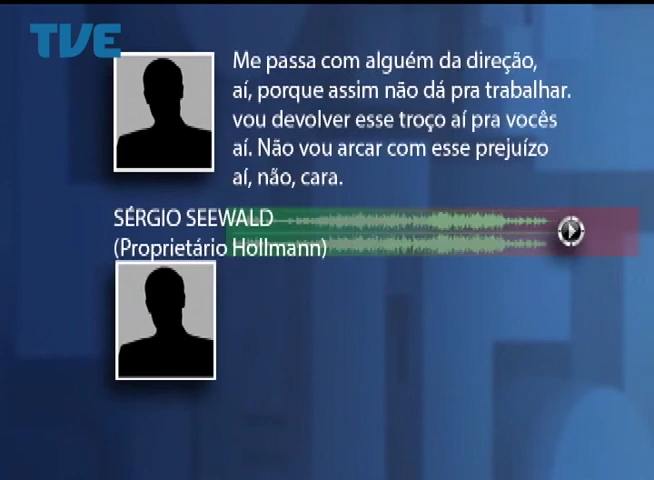 TVE
Me passa com alguém da direção,
aí, porque assim não dá pra trabalhar.
vou devolver esse troço aí pra vocês
aí. Não vou arcar com esse prejuízo
aí, não, cara.
SÉRGIO SEEWALD
(Proprietário Hollmann)